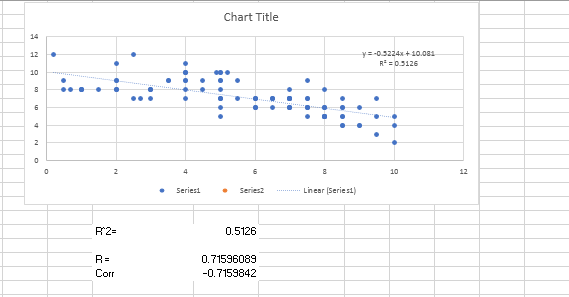 Chart Title
14
12
10
8
6
4
2
0
y = -0.5224x + 10.081
R² = 0.5126
0 2 4 6 8 10 12
Series1 Series2 Linear (Series1)
R^2= 0.5126
R= 0.71596089
Corr -0.7159842